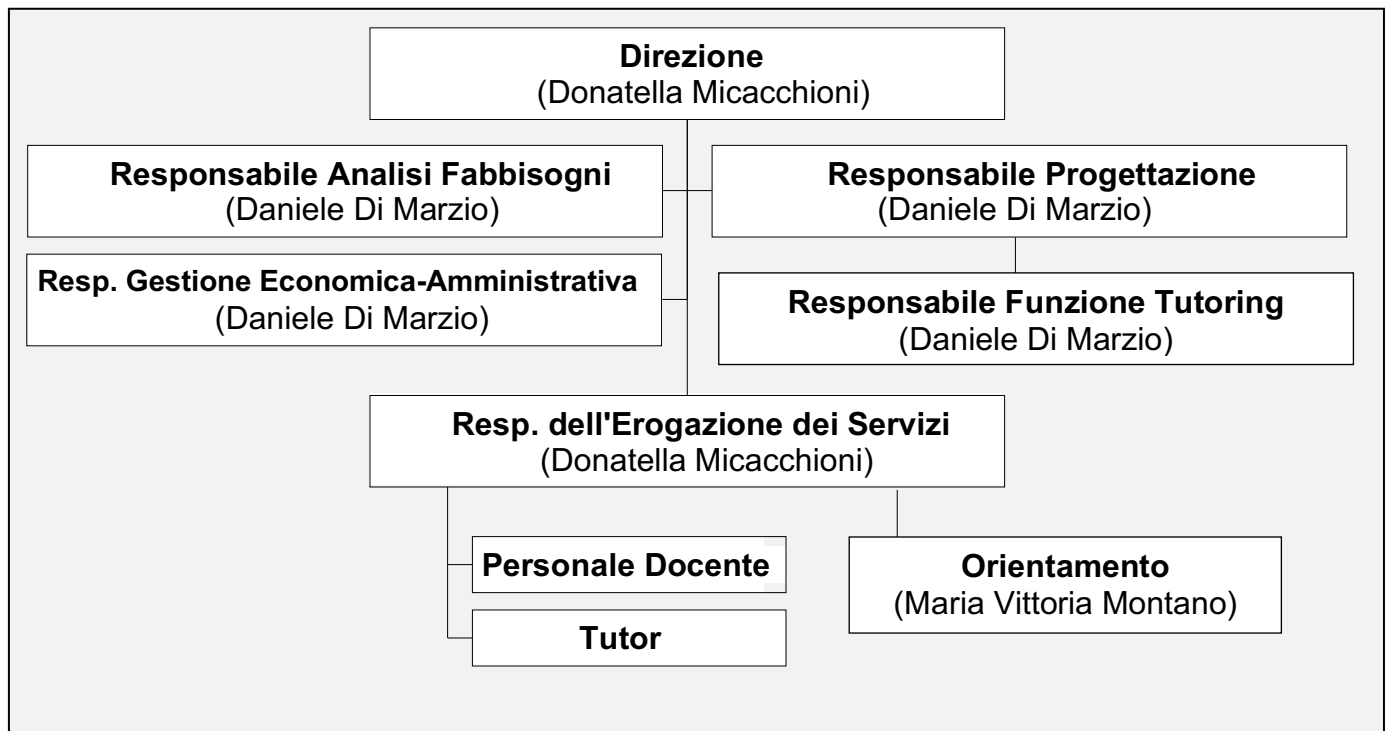 Direzione
(Donatella Micacchioni)
Responsabile Analisi Fabbisogni
(Daniele Di Marzio)
Responsabile Progettazione
(Daniele Di Marzio)
Resp. Gestione Economica-Amministrativa
(Daniele Di Marzio)
Responsabile Funzione Tutoring
(Daniele Di Marzio)
Resp. dell'Erogazione dei Servizi
(Donatella Micacchioni)
Personale Docente
Tutor
Orientamento
(Maria Vittoria Montano)